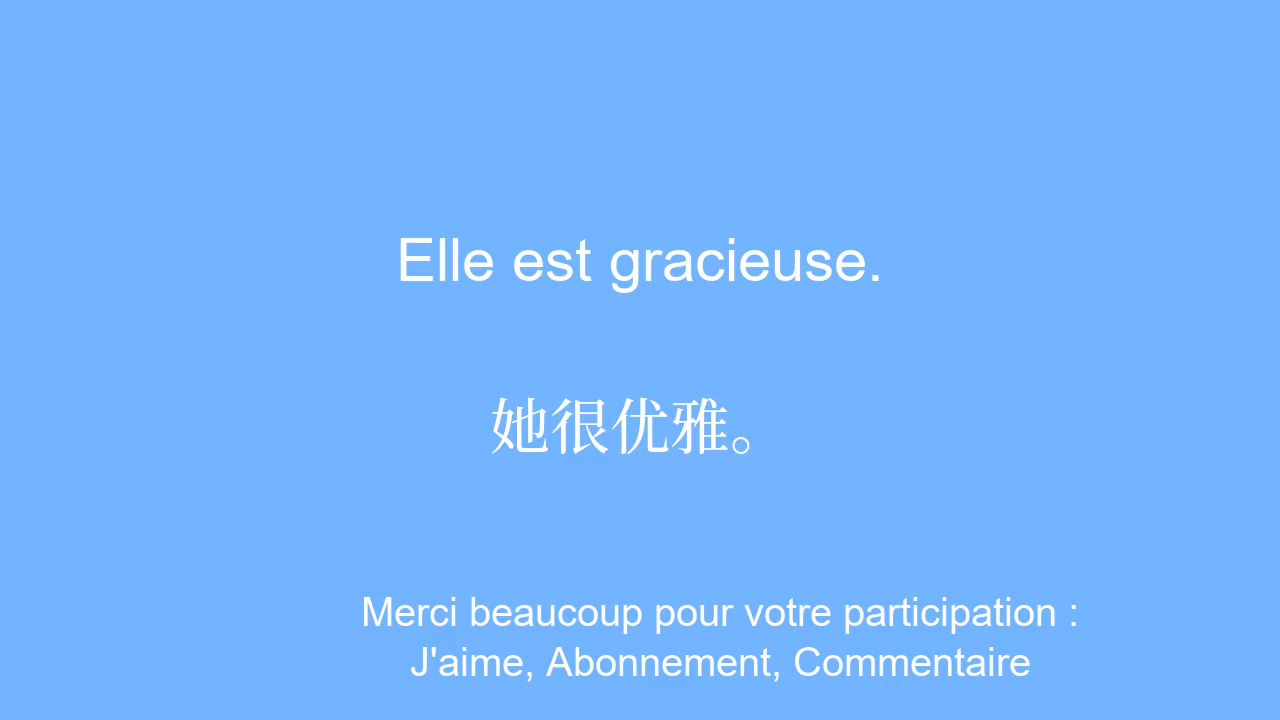 Elle est gracieuse.
她很优雅。
Merci beaucoup pour votre participation :
J'aime, Abonnement, Commentaire